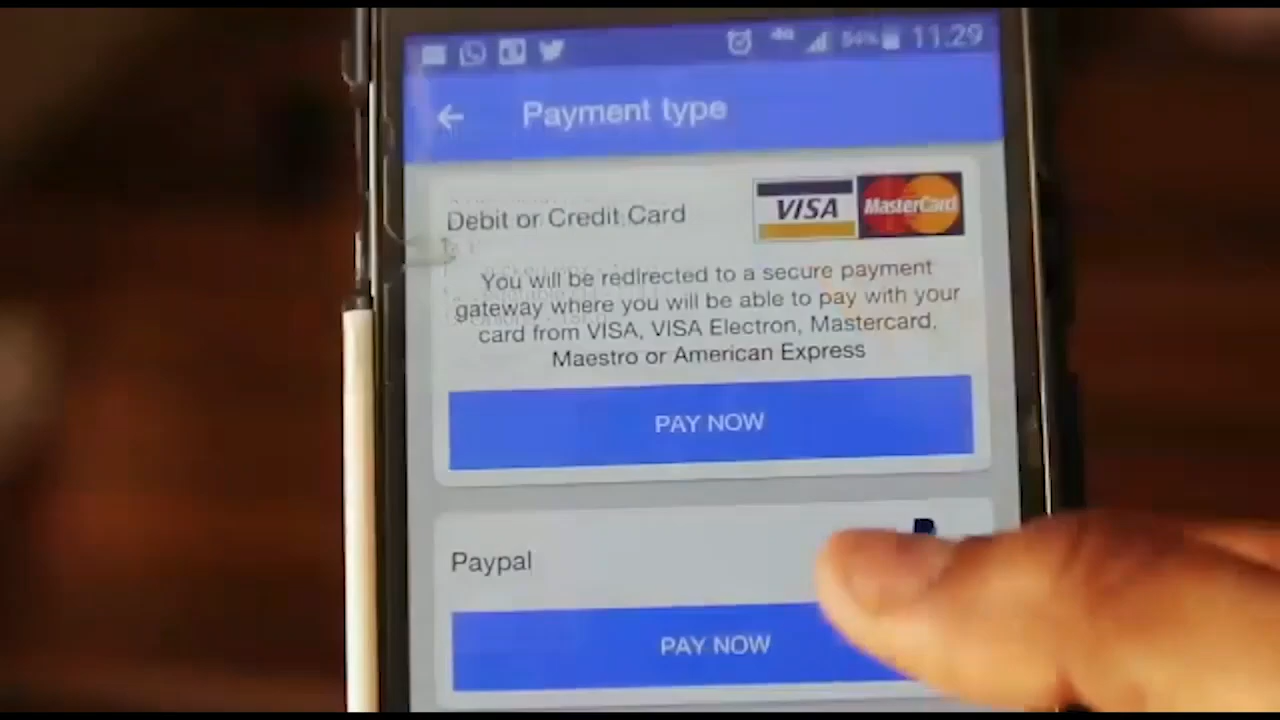 94% 11.29
Payment type
Debit or Credit Card
VISA
MasterCard
You will be redirected to a secure payment
gateway where you will be able to pay with your
card from VISA, VISA Electron, Mastercard,
Maestro or American Express
PAY NOW
Paypal
PAY NOW